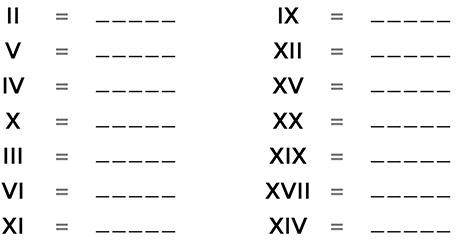 II = _____ IX = _____
V = _____ XII = _____
IV = _____ XV = _____
X = _____ XX = _____
III = _____ XIX = _____
VI = _____ XVII = _____
XI = _____ XIV = _____